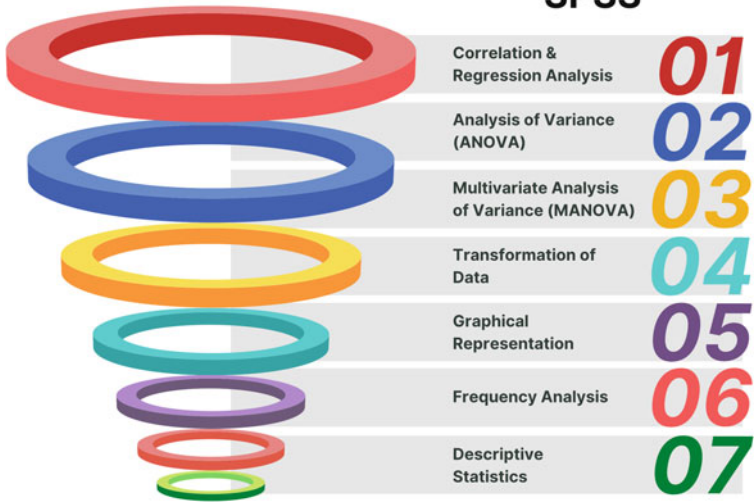 SPSS
Correlation &
Regression Analysis
01
Analysis of Variance
(ANOVA)
02
Multivariate Analysis
of Variance (MANOVA)
03
Transformation of
Data
04
Graphical
Representation
05
Frequency Analysis
06
Descriptive
Statistics
07